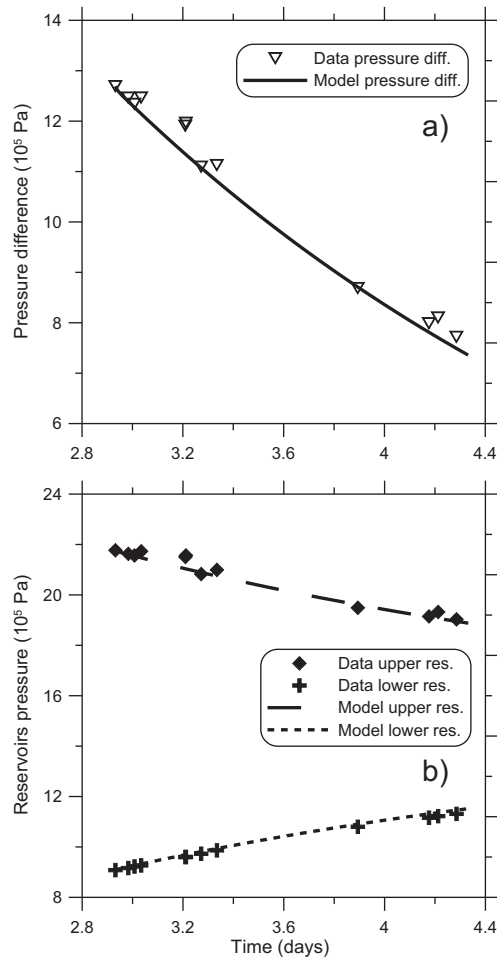 14
12
10
8
6
Pressure difference (10⁵ Pa)
Data pressure diff.
Model pressure diff.
a)
2.8
3.2
3.6
4
4.4
24
20
16
12
8
Reservoirs pressure (10⁵ Pa)
Data upper res.
Data lower res.
Model upper res.
Model lower res.
b)
2.8
3.2
3.6
4
4.4
Time (days)